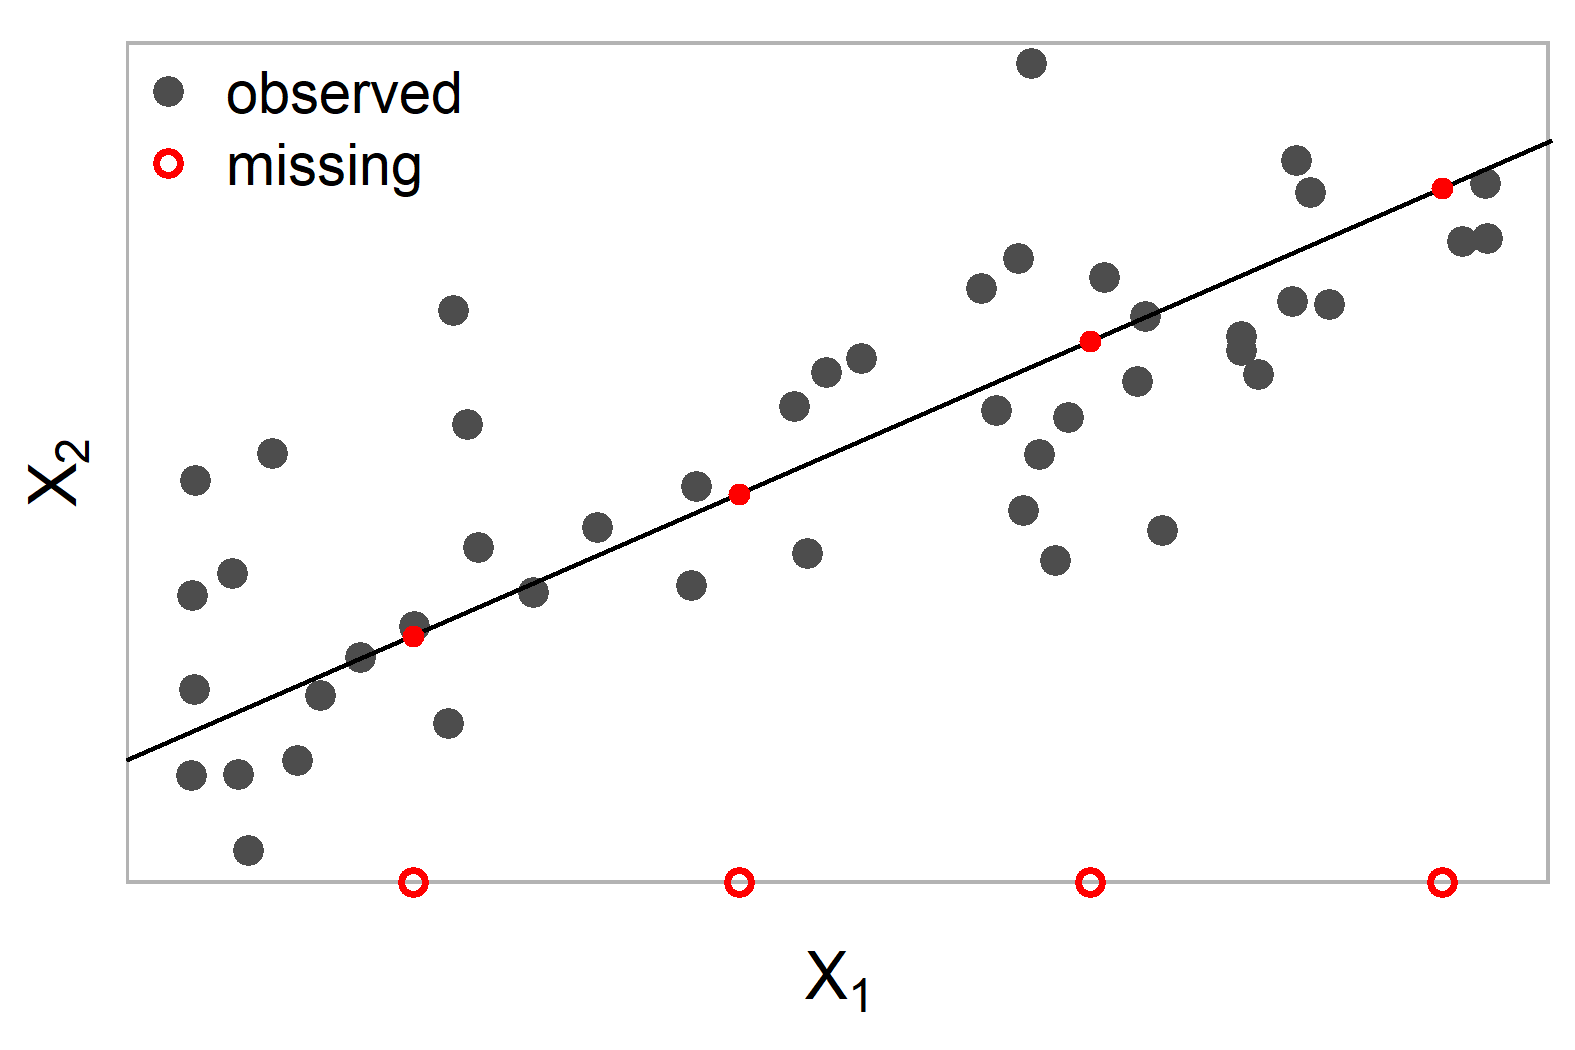 observed
missing
X₂
X₁